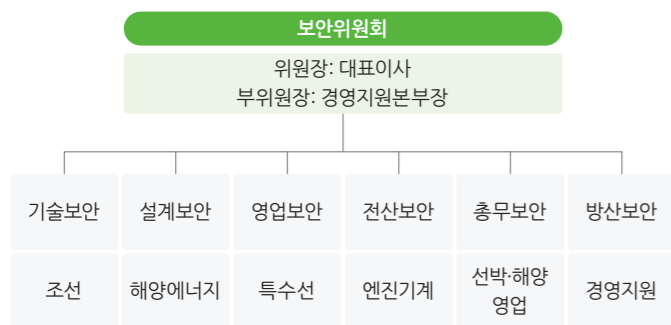 보안위원회
위원장: 대표이사
부위원장: 경영지원본부장
기술보안
설계보안
영업보안
전산보안
총무보안
방산보안
조선
해양에너지
특수선
엔진기계
선박·해양
영업
경영지원